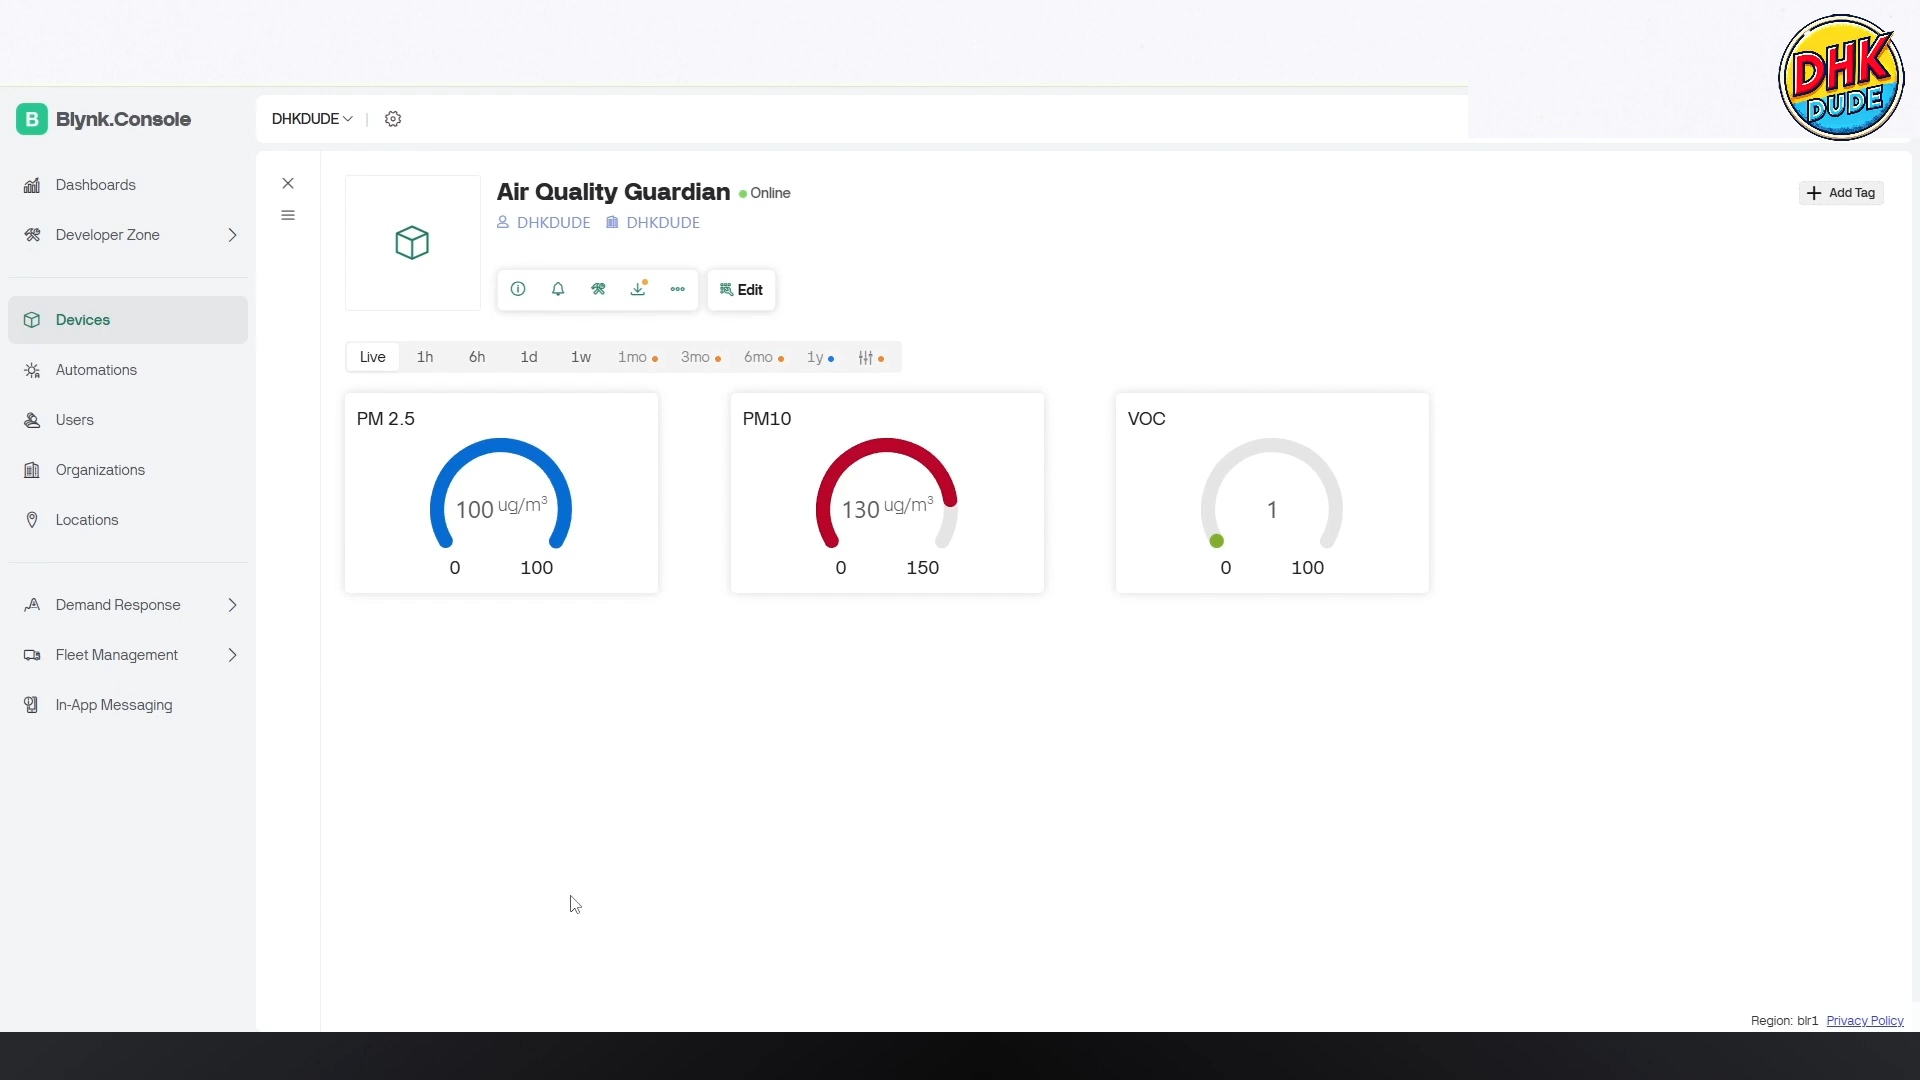 DHK
DUDE
B Blynk.Console
DHKDUDE
Dashboards
Developer Zone
Devices
Automations
Users
Organizations
Locations
Demand Response
Fleet Management
In-App Messaging
Air Quality Guardian Online
DHKDUDE DHKDUDE
Add Tag
Edit
Live 1h 6h 1d 1w 1mo 3mo 6mo 1y
PM 2.5
100 ug/m³
0 100
PM10
130 ug/m³
0 150
VOC
1
0 100
Region: blr1 Privacy Policy